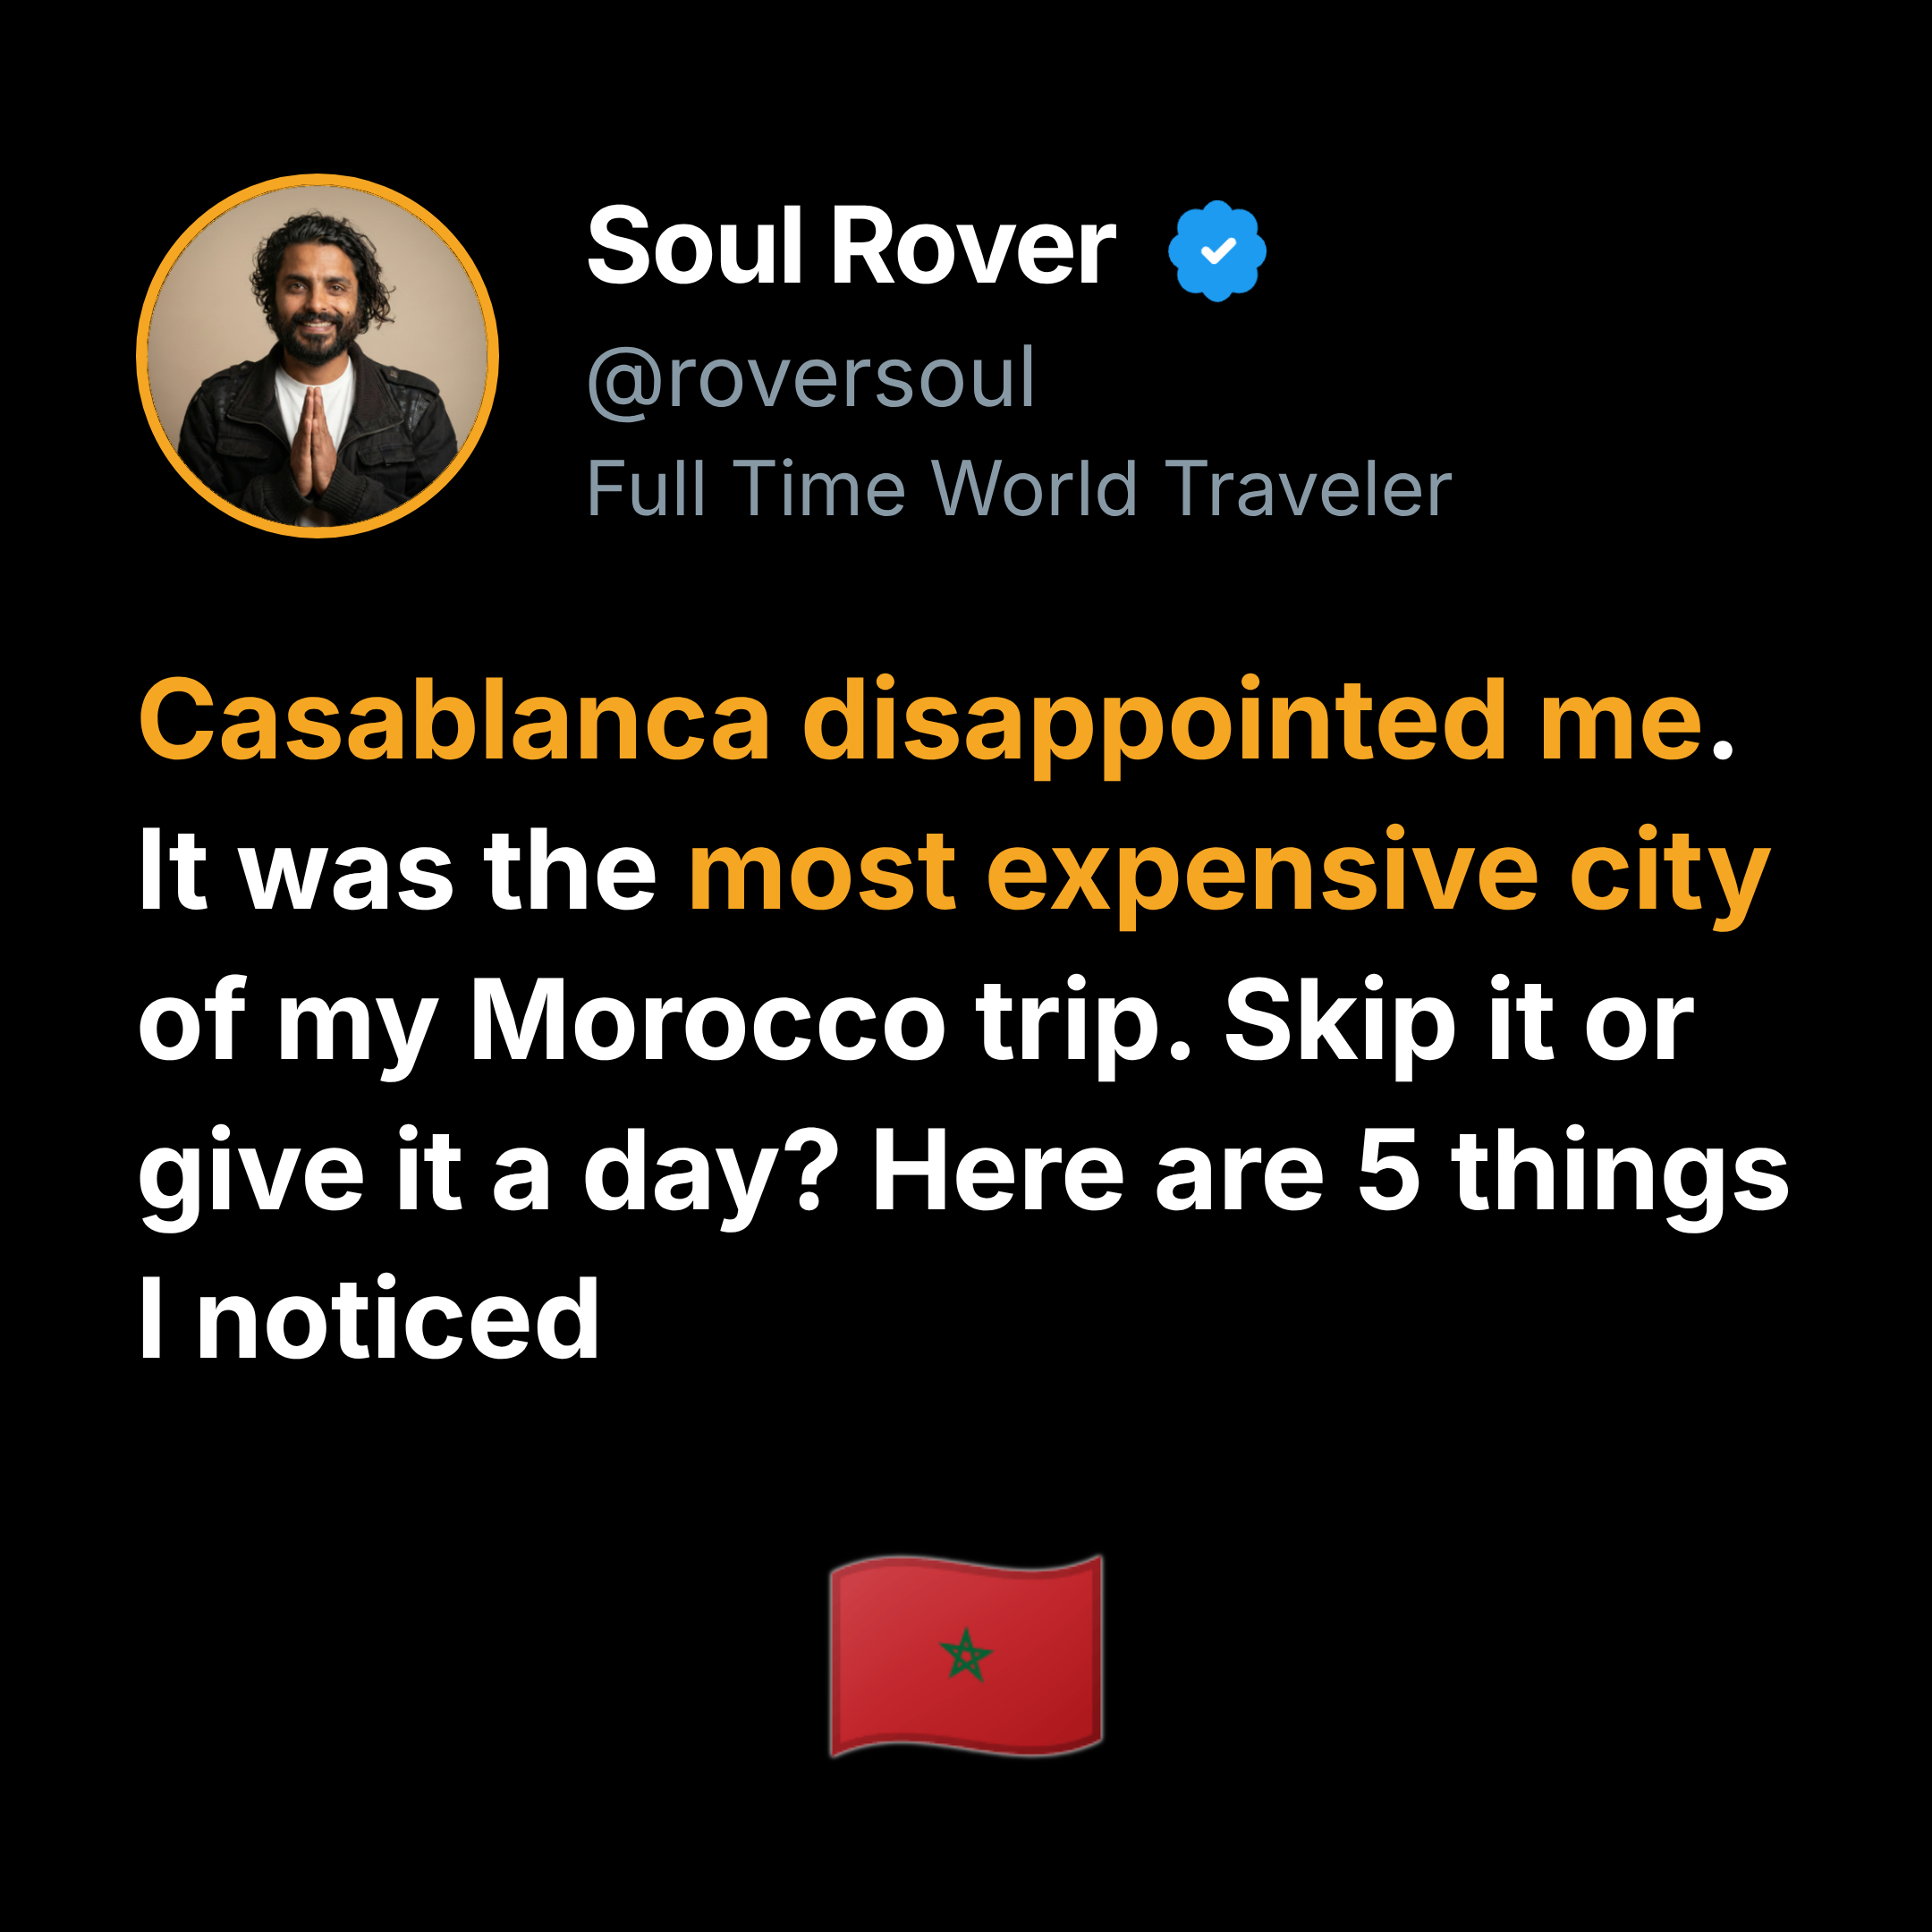 Soul Rover
@roversoul
Full Time World Traveler
Casablanca disappointed me.
It was the most expensive city
of my Morocco trip. Skip it or
give it a day? Here are 5 things
I noticed